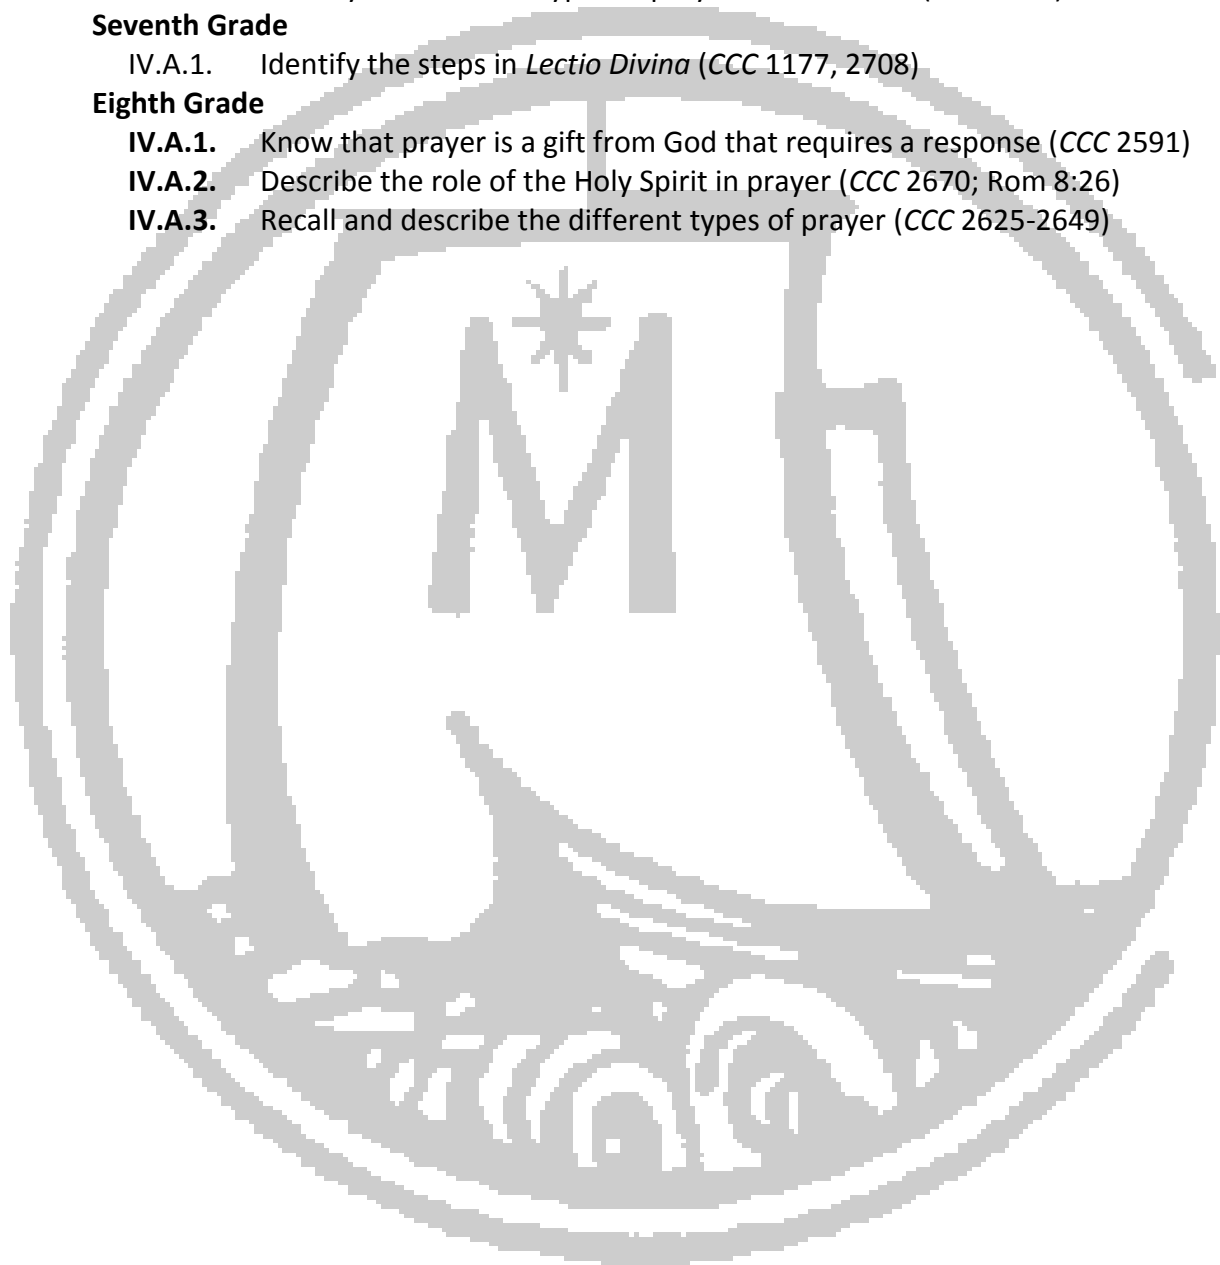 Seventh Grade
IV.A.1. Identify the steps in Lectio Divina (CCC 1177, 2708)
Eighth Grade
IV.A.1. Know that prayer is a gift from God that requires a response (CCC 2591)
IV.A.2. Describe the role of the Holy Spirit in prayer (CCC 2670; Rom 8:26)
IV.A.3. Recall and describe the different types of prayer (CCC 2625-2649)
M